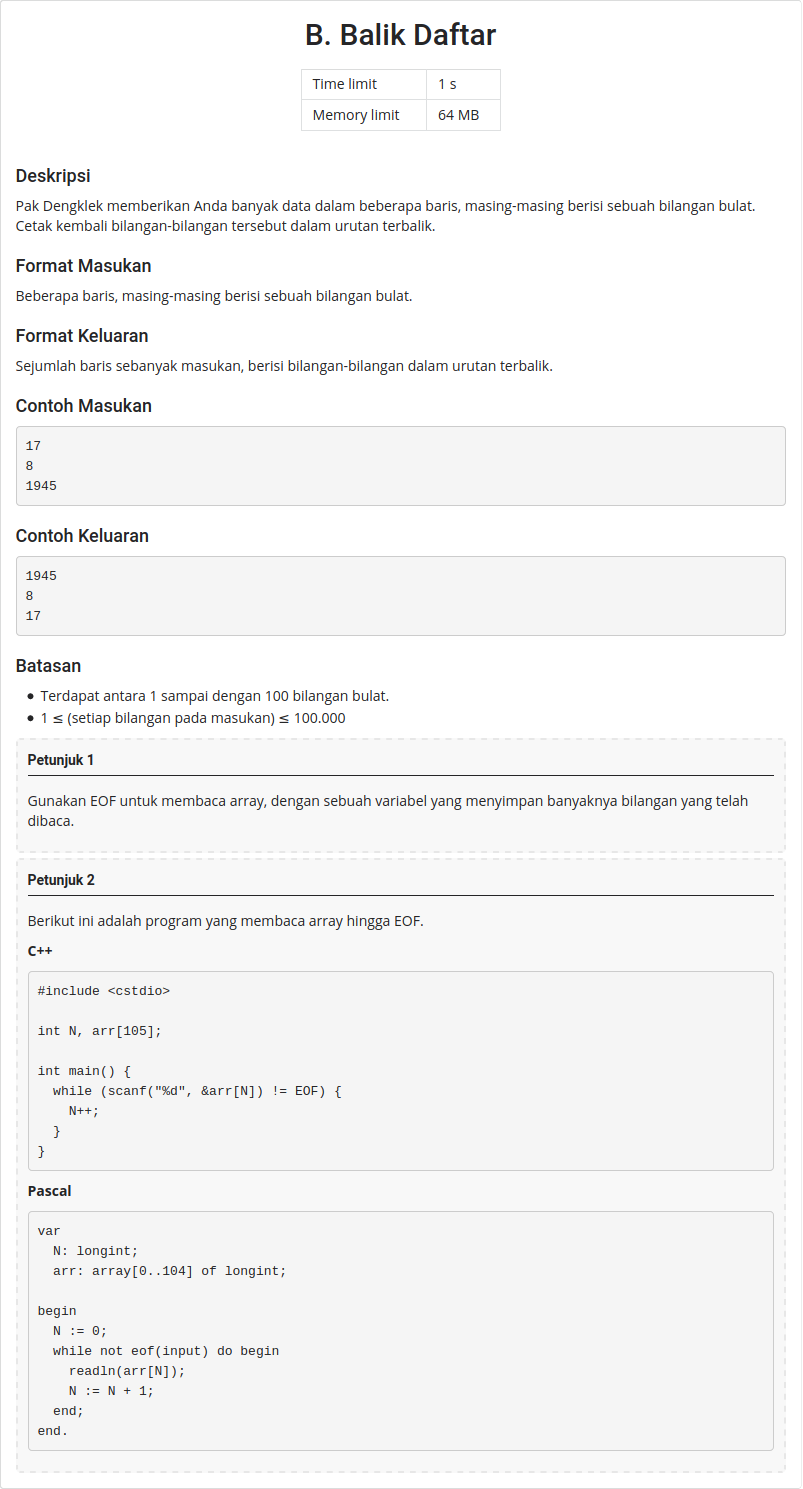 B. Balik Daftar
Time limit 1 s
Memory limit 64 MB
Deskripsi
Pak Dengklek memberikan Anda banyak data dalam beberapa baris, masing-masing berisi sebuah bilangan bulat.
Cetak kembali bilangan-bilangan tersebut dalam urutan terbalik.
Format Masukan
Beberapa baris, masing-masing berisi sebuah bilangan bulat.
Format Keluaran
Sejumlah baris sebanyak masukan, berisi bilangan-bilangan dalam urutan terbalik.
Contoh Masukan
17
8
1945
Contoh Keluaran
1945
8
17
Batasan
• Terdapat antara 1 sampai dengan 100 bilangan bulat.
• 1 ≤ (setiap bilangan pada masukan) ≤ 100.000
Petunjuk 1
Gunakan EOF untuk membaca array, dengan sebuah variabel yang menyimpan banyaknya bilangan yang telah
dibaca.
Petunjuk 2
Berikut ini adalah program yang membaca array hingga EOF.
C++
#include <cstdio>
int N, arr[105];
int main() {
  while (scanf("%d", &arr[N]) != EOF) {
    N++;
  }
}
Pascal
var
  N: longint;
  arr: array[0..104] of longint;
begin
  N := 0;
  while not eof(input) do begin
    readln(arr[N]);
    N := N + 1;
  end;
end.